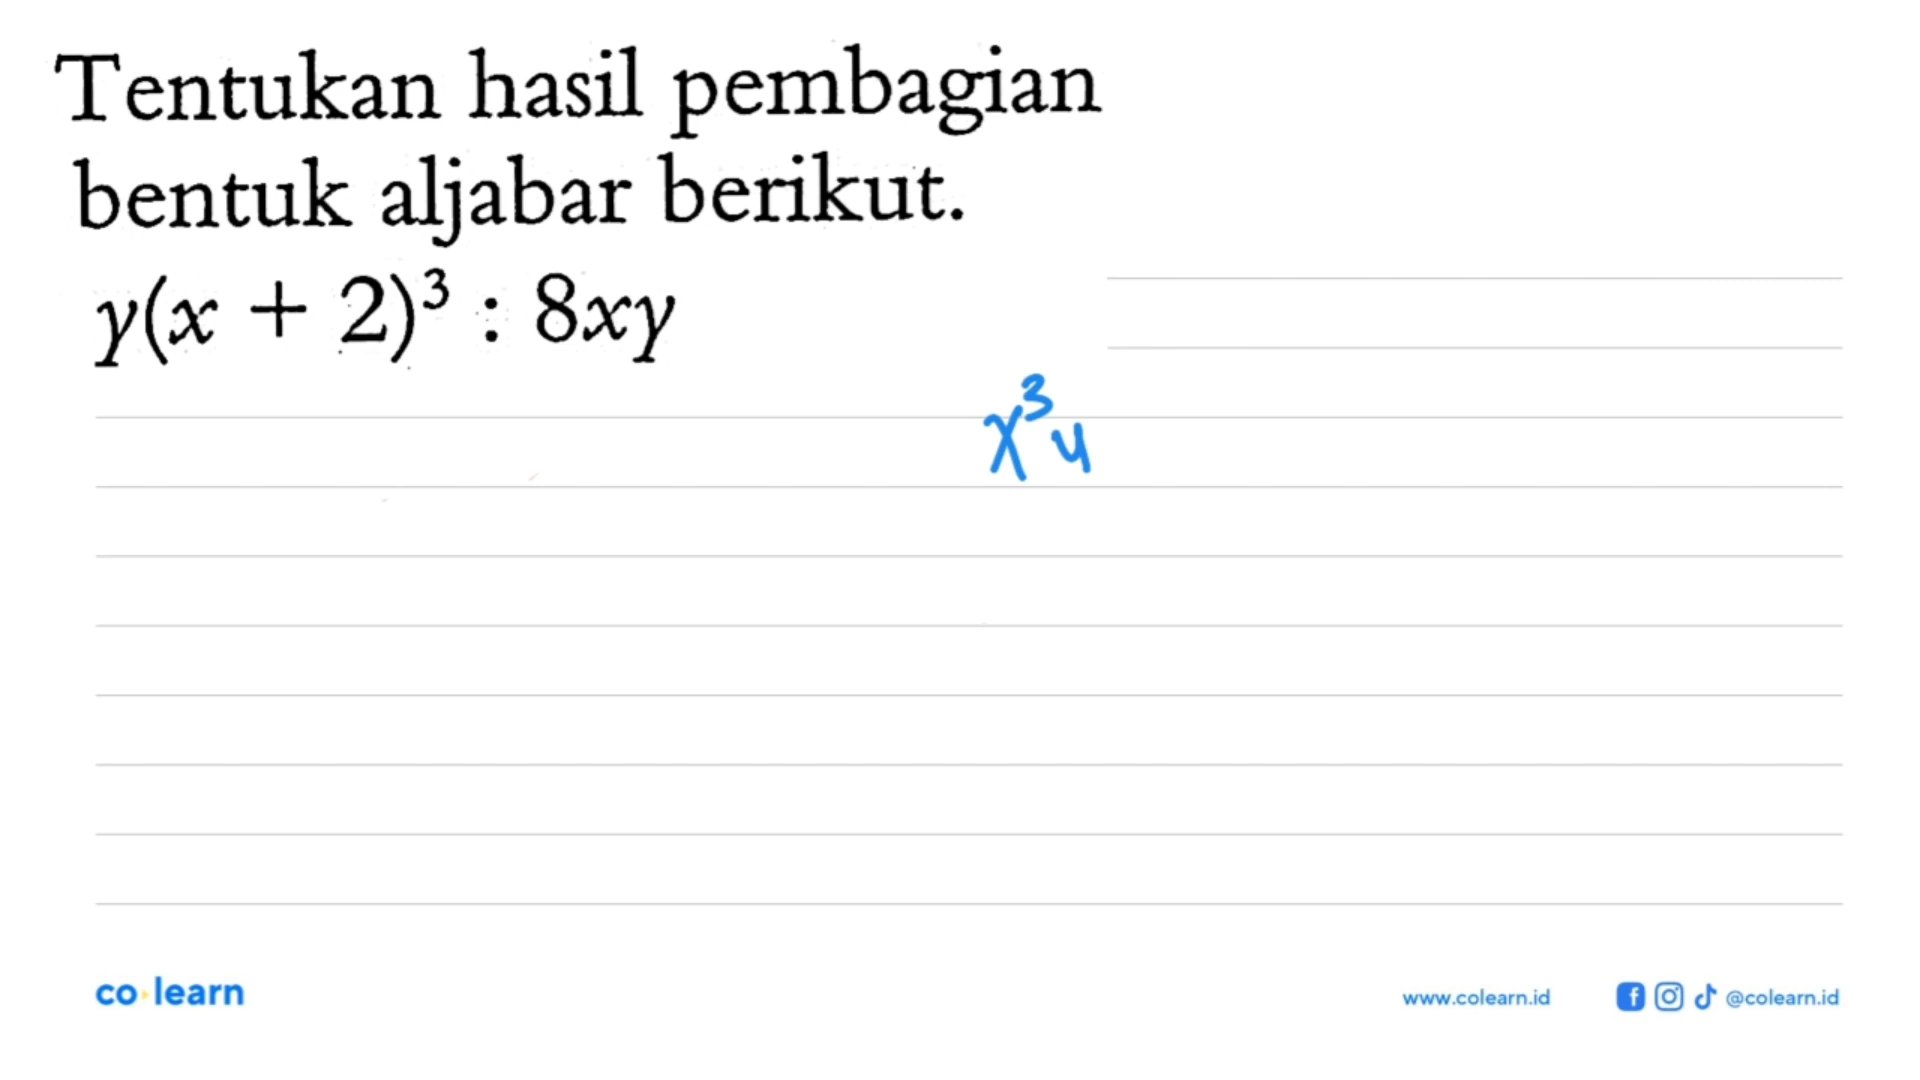 Tentukan hasil pembagian
bentuk aljabar berikut.
y(x + 2)³ : 8xy
x³y
co learn
www.colearn.id
@colearn.id